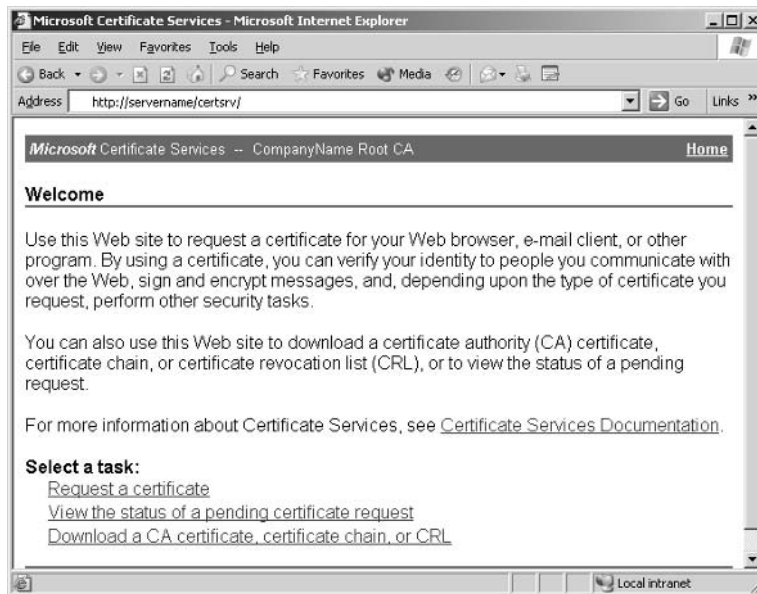 Microsoft Certificate Services - Microsoft Internet Explorer
File Edit View Favorites Tools Help
Back Search Favorites Media
Address http://servername/certsrv/ Go Links »
Microsoft Certificate Services -- CompanyName Root CA Home
Welcome
Use this Web site to request a certificate for your Web browser, e-mail client, or other
program. By using a certificate, you can verify your identity to people you communicate with
over the Web, sign and encrypt messages, and, depending upon the type of certificate you
request, perform other security tasks.
You can also use this Web site to download a certificate authority (CA) certificate,
certificate chain, or certificate revocation list (CRL), or to view the status of a pending
request.
For more information about Certificate Services, see Certificate Services Documentation.
Select a task:
Request a certificate
View the status of a pending certificate request
Download a CA certificate, certificate chain, or CRL
Local intranet